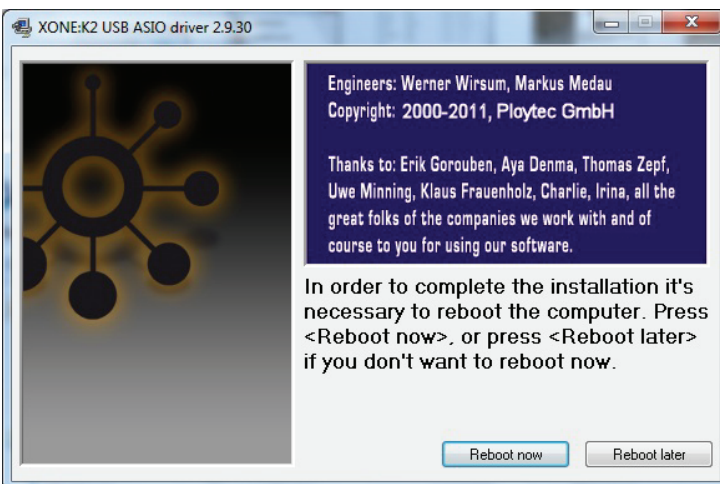 XONE:K2 USB ASIO driver 2.9.30
Engineers: Werner Wirsum, Markus Medau
Copyright: 2000-2011, Ploytec GmbH
Thanks to: Erik Gorouben, Aya Denma, Thomas Zepf,
Uwe Minning, Klaus Frauenholz, Charlie, Irina, all the
great folks of the companies we work with and of
course to you for using our software.
In order to complete the installation it's
necessary to reboot the computer. Press
<Reboot now>, or press <Reboot later>
if you don't want to reboot now.
Reboot now
Reboot later